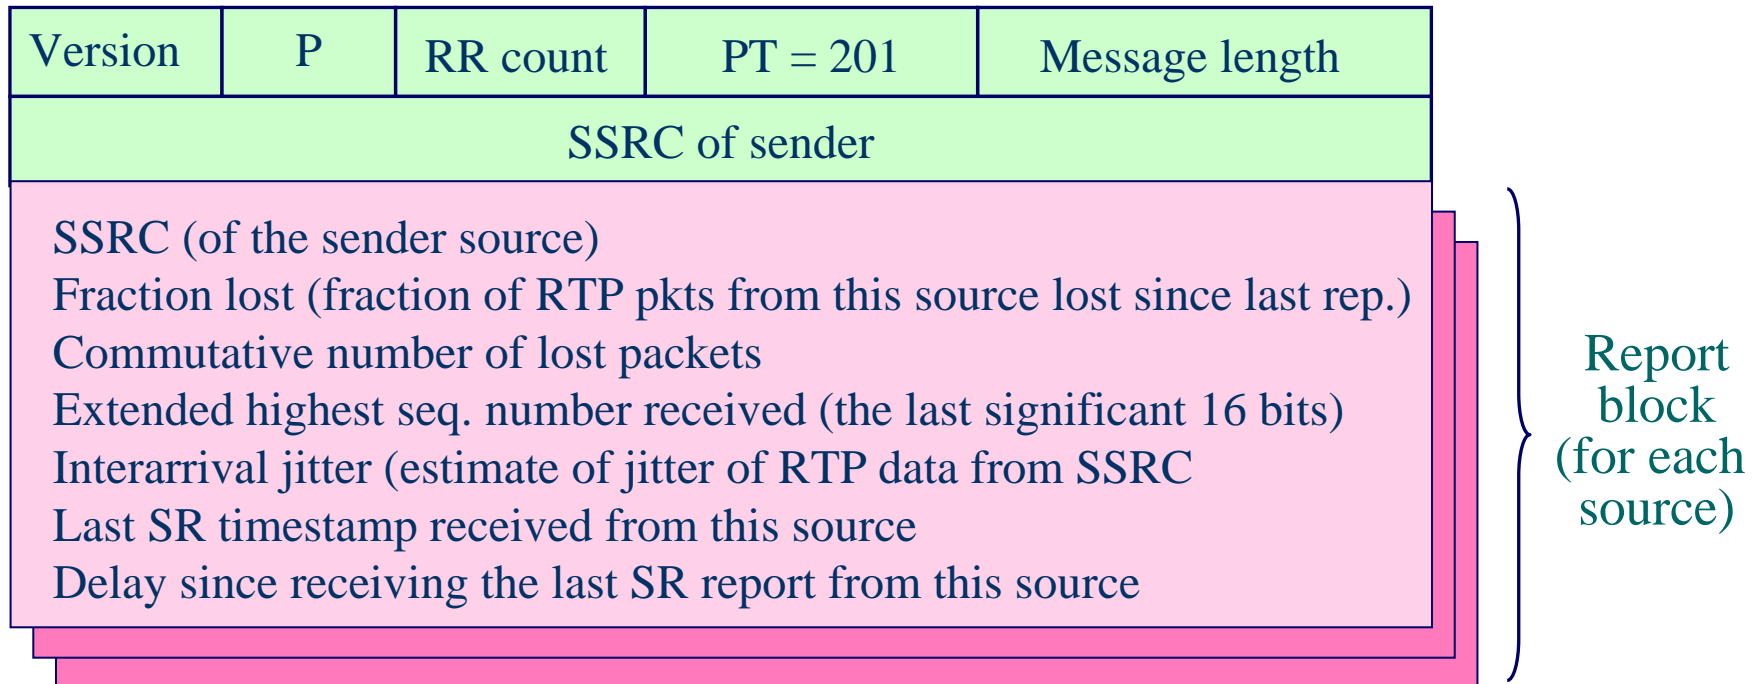 Version P RR count PT = 201 Message length
SSRC of sender
SSRC (of the sender source)
Fraction lost (fraction of RTP pkts from this source lost since last rep.)
Commutative number of lost packets
Extended highest seq. number received (the last significant 16 bits)
Interarrival jitter (estimate of jitter of RTP data from SSRC
Last SR timestamp received from this source
Delay since receiving the last SR report from this source
Report
block
(for each
source)